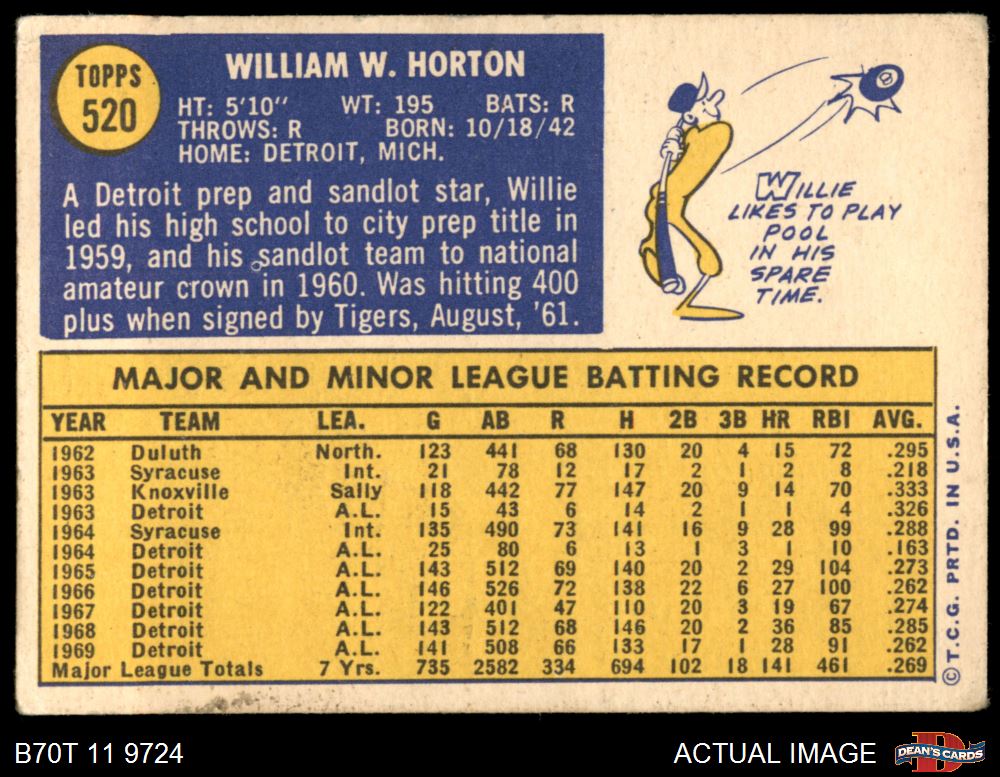 TOPPS
520
WILLIAM W. HORTON
HT: 5'10" WT: 195 BATS: R
THROWS: R BORN: 10/18/42
HOME: DETROIT, MICH.
A Detroit prep and sandlot star, Willie
led his high school to city prep title in
1959, and his sandlot team to national
amateur crown in 1960. Was hitting 400
plus when signed by Tigers, August, '61.
8
WILLIE
LIKES TO PLAY
POOL
IN HIS
SPARE
TIME.
MAJOR AND MINOR LEAGUE BATTING RECORD
YEAR TEAM LEA. G AB R H 2B 3B HR RBI AVG.
1962 Duluth North. 123 441 68 130 20 4 15 72 .295
1963 Syracuse Int. 21 78 12 17 2 1 2 8 .218
1963 Knoxville Sally 118 442 77 147 20 9 14 70 .333
1963 Detroit A.L. 15 43 6 14 2 1 1 4 .326
1964 Syracuse Int. 135 490 73 141 16 9 28 99 .288
1964 Detroit A.L. 25 80 6 13 1 3 1 10 .163
1965 Detroit A.L. 143 512 69 140 20 2 29 104 .273
1966 Detroit A.L. 146 526 72 138 22 6 27 100 .262
1967 Detroit A.L. 122 401 47 110 20 3 19 67 .274
1968 Detroit A.L. 143 512 68 146 20 2 36 85 .285
1969 Detroit A.L. 141 508 66 133 17 1 28 91 .262
Major League Totals 7 Yrs. 735 2582 334 694 102 18 141 461 .269
© T.C.G. PRTD. IN U.S.A.
B70T 11 9724
ACTUAL IMAGE
D
DEAN'S CARDS